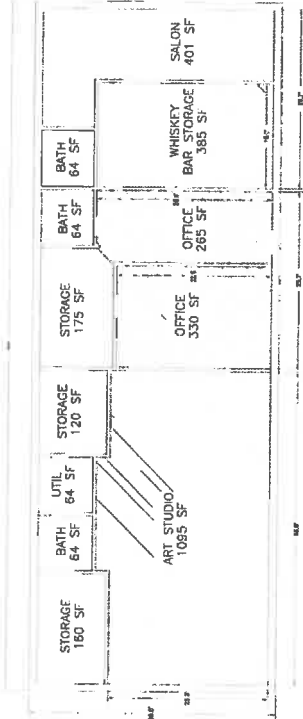 SALON
401 SF
WHISKEY
BAR STORAGE
385 SF
BATH
64 SF
BATH
64 SF
OFFICE
265 SF
STORAGE
175 SF
OFFICE
330 SF
STORAGE
120 SF
UTIL
64 SF
BATH
64 SF
STORAGE
160 SF
ART STUDIO
1095 SF